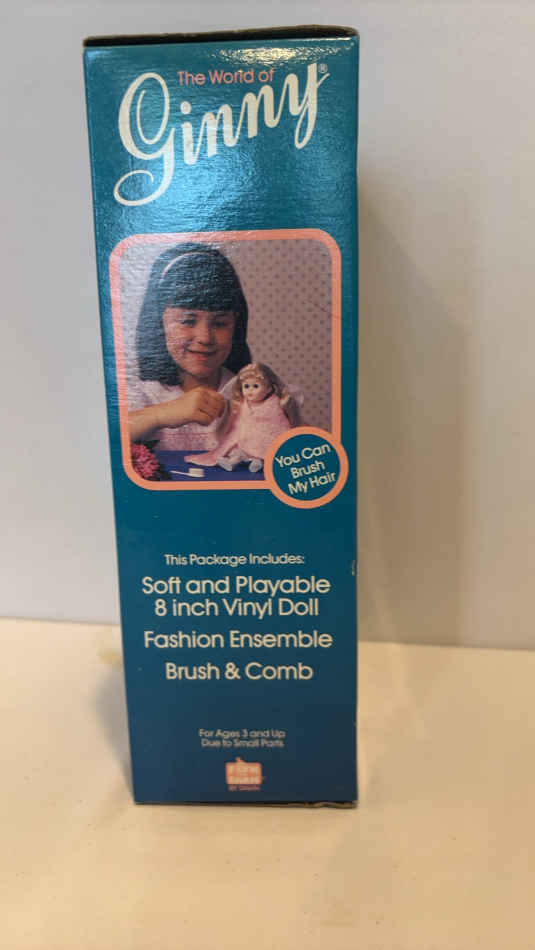 The World of
Ginny®
You Can
Brush
My Hair
This Package Includes:
Soft and Playable
8 inch Vinyl Doll
Fashion Ensemble
Brush & Comb
For Ages 3 and Up
Due to Small Parts